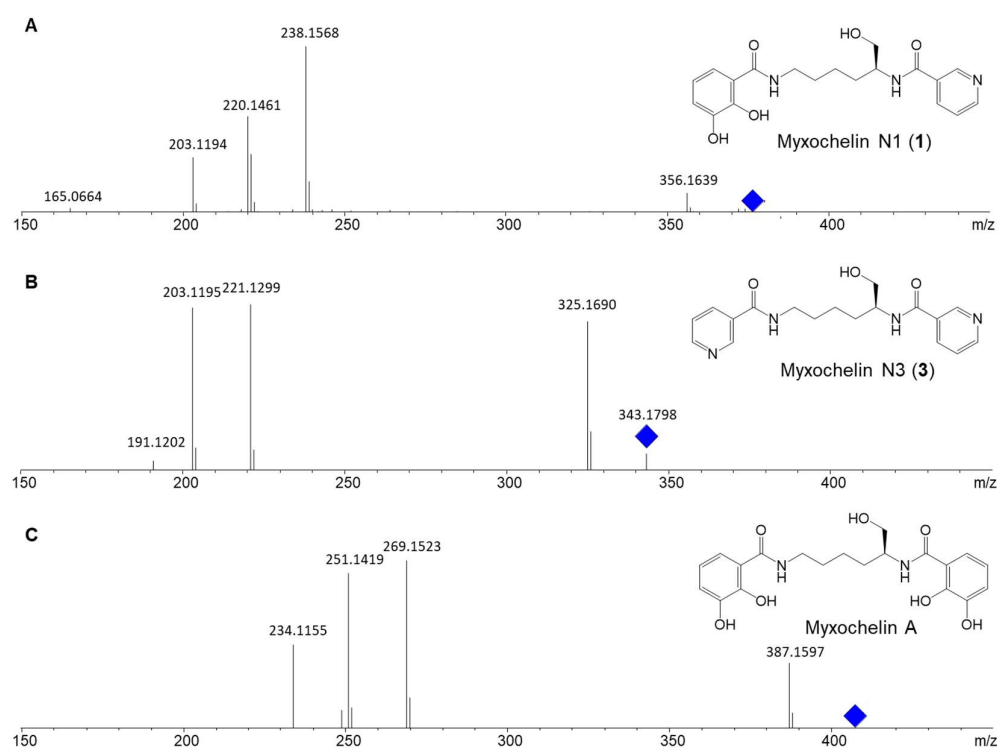 A
238.1568
220.1461
203.1194
165.0664
356.1639
HO
O
N
H
N
H
O
N
OH
OH
Myxochelin N1 (1)
150
200
250
300
350
400
m/z
B
203.1195
221.1299
325.1690
191.1202
343.1798
HO
O
N
H
N
H
O
N
N
Myxochelin N3 (3)
150
200
250
300
350
400
m/z
C
269.1523
251.1419
234.1155
387.1597
HO
O
N
H
N
H
O
OH
OH
HO
OH
Myxochelin A
150
200
250
300
350
400
m/z